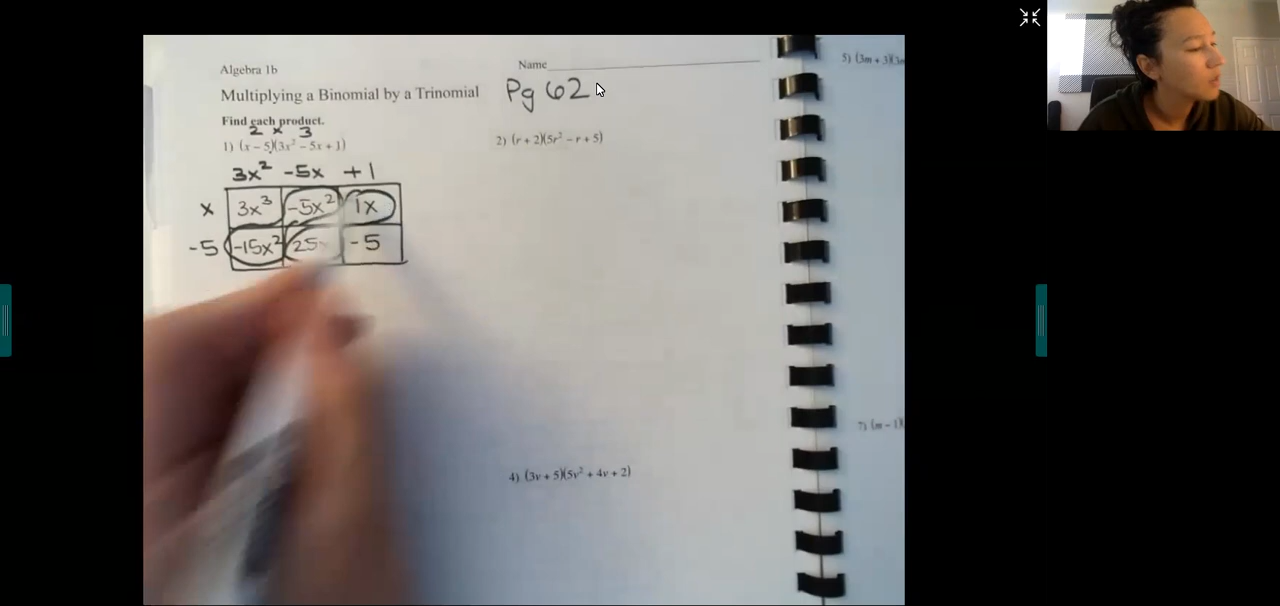 Algebra 1b
Name
Multiplying a Binomial by a Trinomial
Pg 62
Find each product.
2 x 3
1) (x − 5)(3x² − 5x + 1)
3x² -5x +1
x 3x³ -5x² 1x
-5 -15x² 25 -5
2) (r + 2)(5r² − r + 5)
4) (3v + 5)(5v² + 4v + 2)
5) (3m + 3)(3m
7) (m − 1)(